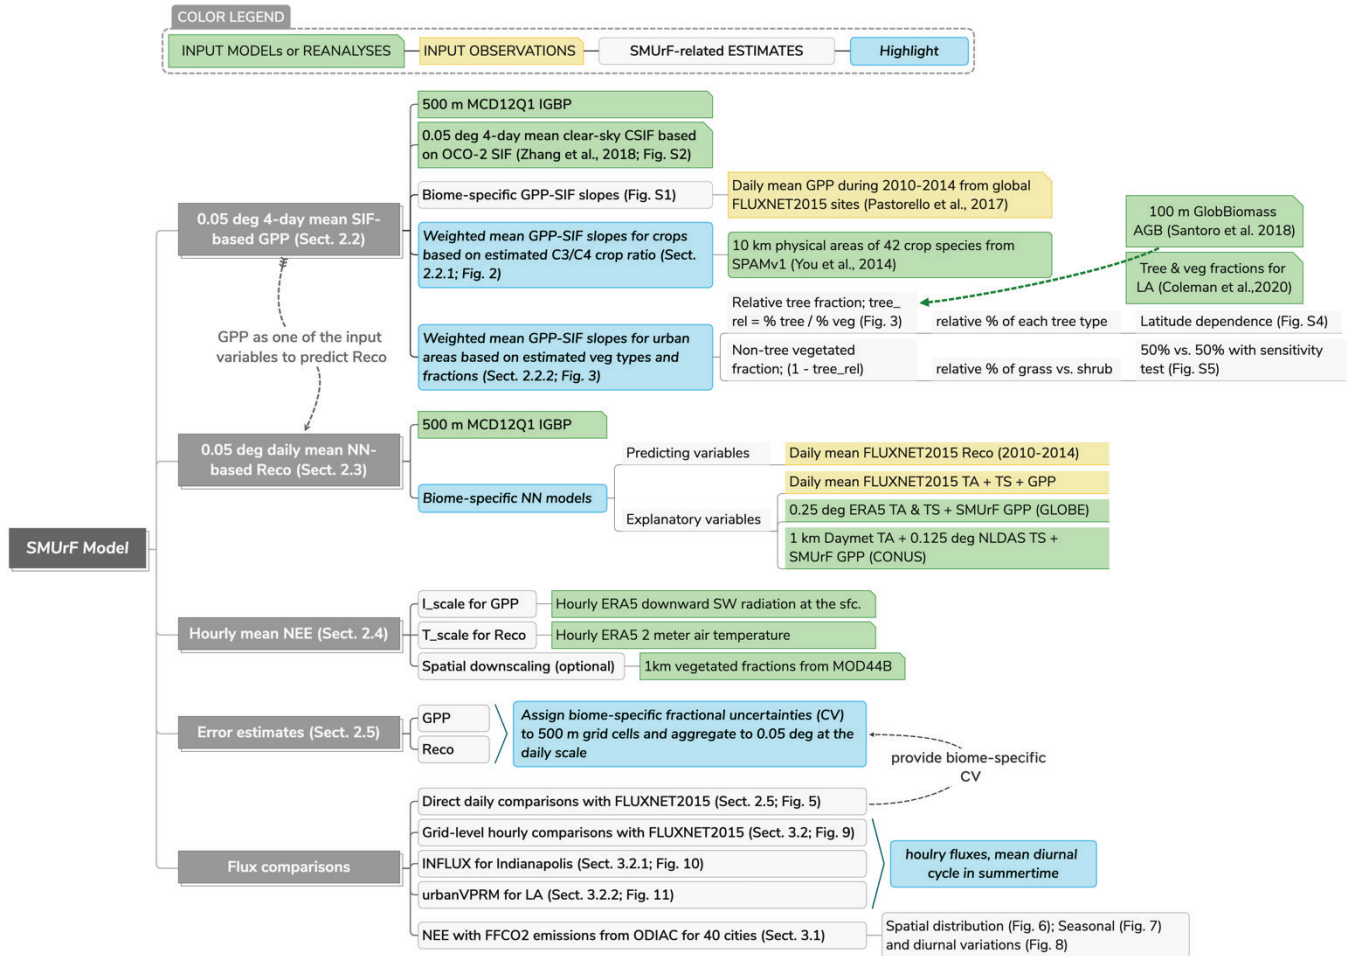 COLOR LEGEND
INPUT MODELs or REANALYSES
INPUT OBSERVATIONS
SMUrF-related ESTIMATES
Highlight
SMUrF Model
0.05 deg 4-day mean SIF-
based GPP (Sect. 2.2)
500 m MCD12Q1 IGBP
0.05 deg 4-day mean clear-sky CSIF based
on OCO-2 SIF (Zhang et al., 2018; Fig. S2)
Biome-specific GPP-SIF slopes (Fig. S1)
Daily mean GPP during 2010-2014 from global
FLUXNET2015 sites (Pastorello et al., 2017)
Weighted mean GPP-SIF slopes for crops
based on estimated C3/C4 crop ratio (Sect.
2.2.1; Fig. 2)
10 km physical areas of 42 crop species from
SPAMv1 (You et al., 2014)
100 m GlobBiomass
AGB (Santoro et al. 2018)
Tree & veg fractions for
LA (Coleman et al.,2020)
Weighted mean GPP-SIF slopes for urban
areas based on estimated veg types and
fractions (Sect. 2.2.2; Fig. 3)
Relative tree fraction; tree_
rel = % tree / % veg (Fig. 3)
relative % of each tree type
Latitude dependence (Fig. S4)
Non-tree vegetated
fraction; (1 - tree_rel)
relative % of grass vs. shrub
50% vs. 50% with sensitivity
test (Fig. S5)
GPP as one of the input
variables to predict Reco
0.05 deg daily mean NN-
based Reco (Sect. 2.3)
500 m MCD12Q1 IGBP
Biome-specific NN models
Predicting variables
Daily mean FLUXNET2015 Reco (2010-2014)
Explanatory variables
Daily mean FLUXNET2015 TA + TS + GPP
0.25 deg ERA5 TA & TS + SMUrF GPP (GLOBE)
1 km Daymet TA + 0.125 deg NLDAS TS +
SMUrF GPP (CONUS)
Hourly mean NEE (Sect. 2.4)
I_scale for GPP
Hourly ERA5 downward SW radiation at the sfc.
T_scale for Reco
Hourly ERA5 2 meter air temperature
Spatial downscaling (optional)
1km vegetated fractions from MOD44B
Error estimates (Sect. 2.5)
GPP
Reco
Assign biome-specific fractional uncertainties (CV)
to 500 m grid cells and aggregate to 0.05 deg at the
daily scale
provide biome-specific
CV
Flux comparisons
Direct daily comparisons with FLUXNET2015 (Sect. 2.5; Fig. 5)
Grid-level hourly comparisons with FLUXNET2015 (Sect. 3.2; Fig. 9)
INFLUX for Indianapolis (Sect. 3.2.1; Fig. 10)
urbanVPRM for LA (Sect. 3.2.2; Fig. 11)
houlry fluxes, mean diurnal
cycle in summertime
NEE with FFCO2 emissions from ODIAC for 40 cities (Sect. 3.1)
Spatial distribution (Fig. 6); Seasonal (Fig. 7)
and diurnal variations (Fig. 8)